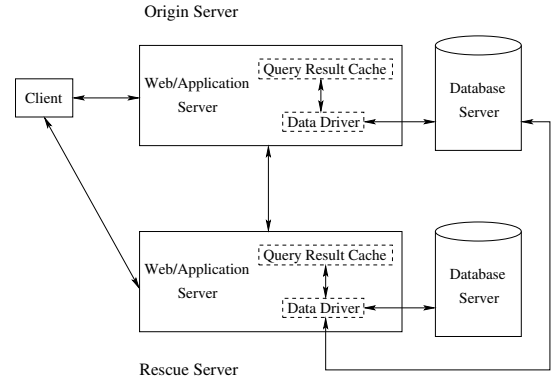 Origin Server
Client
Web/Application
Server
Query Result Cache
Data Driver
Database
Server
Web/Application
Server
Query Result Cache
Data Driver
Database
Server
Rescue Server